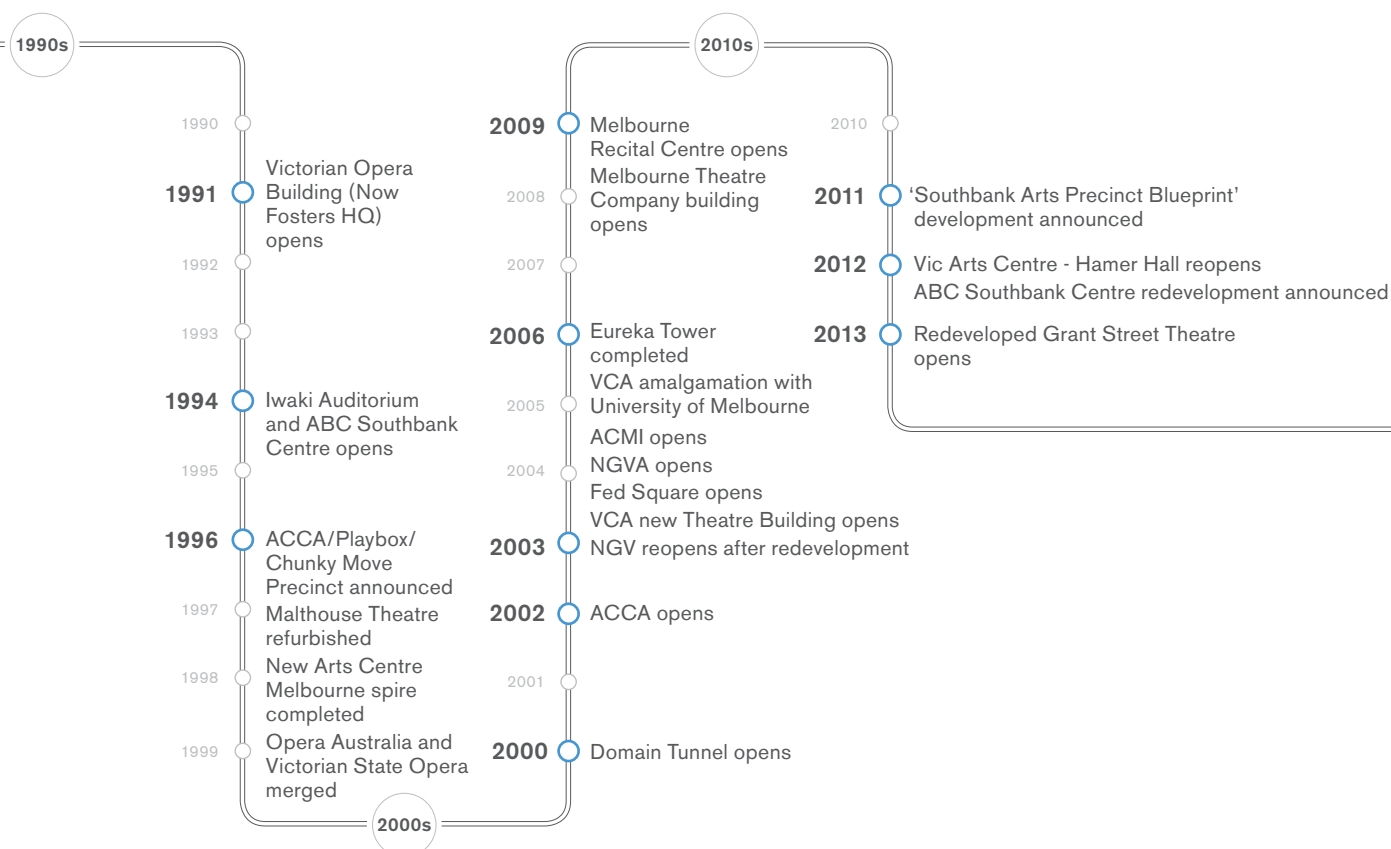 1990s
1990
1991
Victorian Opera
Building (Now
Fosters HQ)
opens
1992
1993
1994
Iwaki Auditorium
and ABC Southbank
Centre opens
1995
1996
ACCA/Playbox/
Chunky Move
Precinct announced
1997
Malthouse Theatre
refurbished
1998
New Arts Centre
Melbourne spire
completed
1999
Opera Australia and
Victorian State Opera
merged
2000s
2009
Melbourne
Recital Centre opens
2008
Melbourne Theatre
Company building
opens
2007
2006
Eureka Tower
completed
VCA amalgamation with
University of Melbourne
2005
ACMI opens
NGVA opens
2004
Fed Square opens
VCA new Theatre Building opens
2003
NGV reopens after redevelopment
2002
ACCA opens
2001
2000
Domain Tunnel opens
2010s
2010
2011
‘Southbank Arts Precinct Blueprint’
development announced
2012
Vic Arts Centre - Hamer Hall reopens
ABC Southbank Centre redevelopment announced
2013
Redeveloped Grant Street Theatre
opens